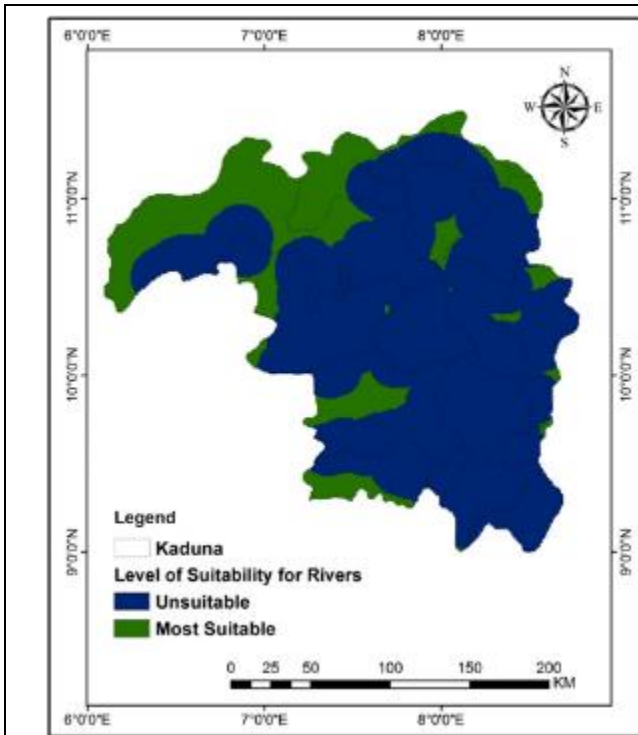 6°0'0"E 7°0'0"E 8°0'0"E
N
W E
S
11°0'0"N 11°0'0"N
10°0'0"N 10°0'0"N
9°0'0"N 9°0'0"N
Legend
Kaduna
Level of Suitability for Rivers
Unsuitable
Most Suitable
0 25 50 100 150 200
KM
6°0'0"E 7°0'0"E 8°0'0"E